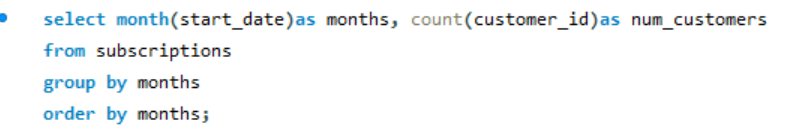 select month(start_date)as months, count(customer_id)as num_customers
from subscriptions
group by months
order by months;